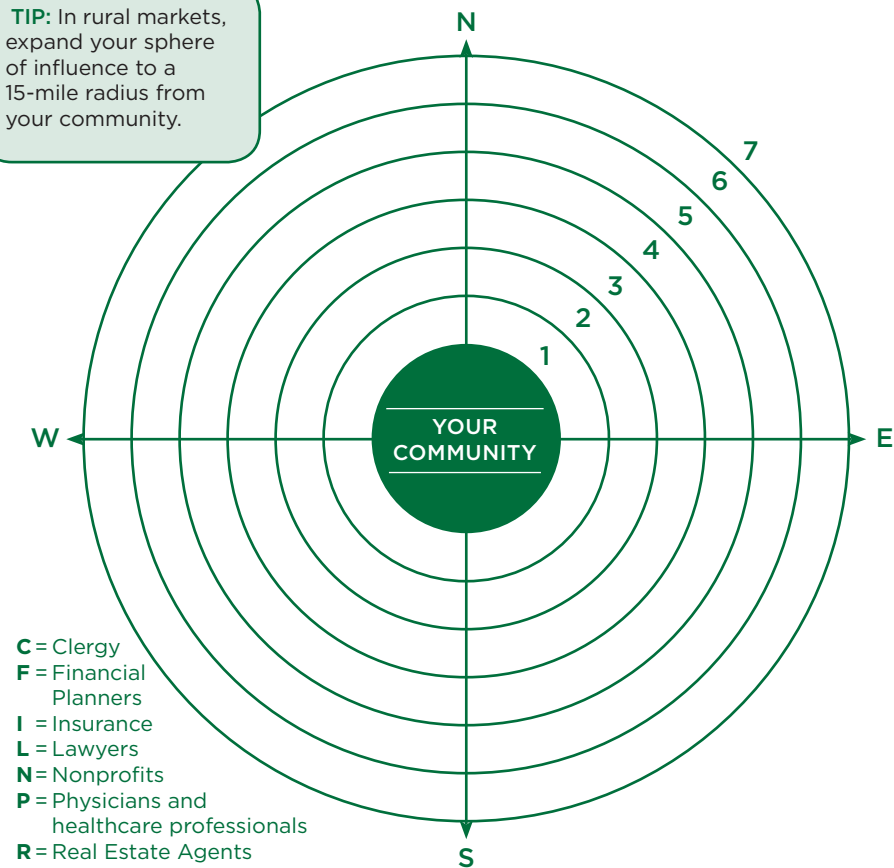 TIP: In rural markets,
expand your sphere
of influence to a
15-mile radius from
your community.
N
7
6
5
4
3
2
1
W
YOUR
COMMUNITY
E
C = Clergy
F = Financial
Planners
I = Insurance
L = Lawyers
N = Nonprofits
P = Physicians and
healthcare professionals
R = Real Estate Agents
S